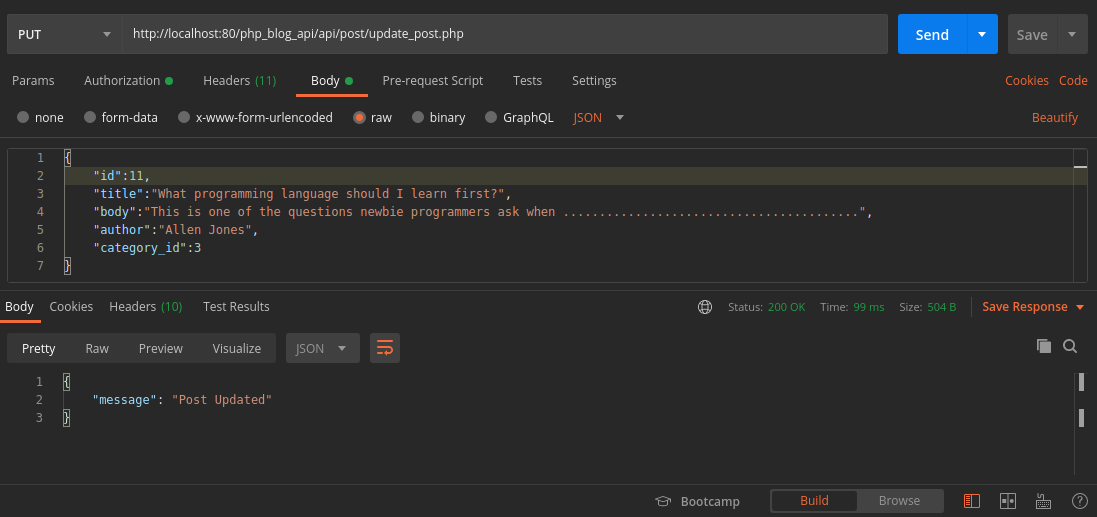 PUT http://localhost:80/php_blog_api/api/post/update_post.php Send Save
Params Authorization Headers (11) Body Pre-request Script Tests Settings Cookies Code
none form-data x-www-form-urlencoded raw binary GraphQL JSON Beautify
1 {
2 "id":11,
3 "title":"What programming language should I learn first?",
4 "body":"This is one of the questions newbie programmers ask when .........................................",
5 "author":"Allen Jones",
6 "category_id":3
7 }
Body Cookies Headers (10) Test Results Status: 200 OK Time: 99 ms Size: 504 B Save Response
Pretty Raw Preview Visualize JSON
1 {
2 "message": "Post Updated"
3 }
Bootcamp Build Browse